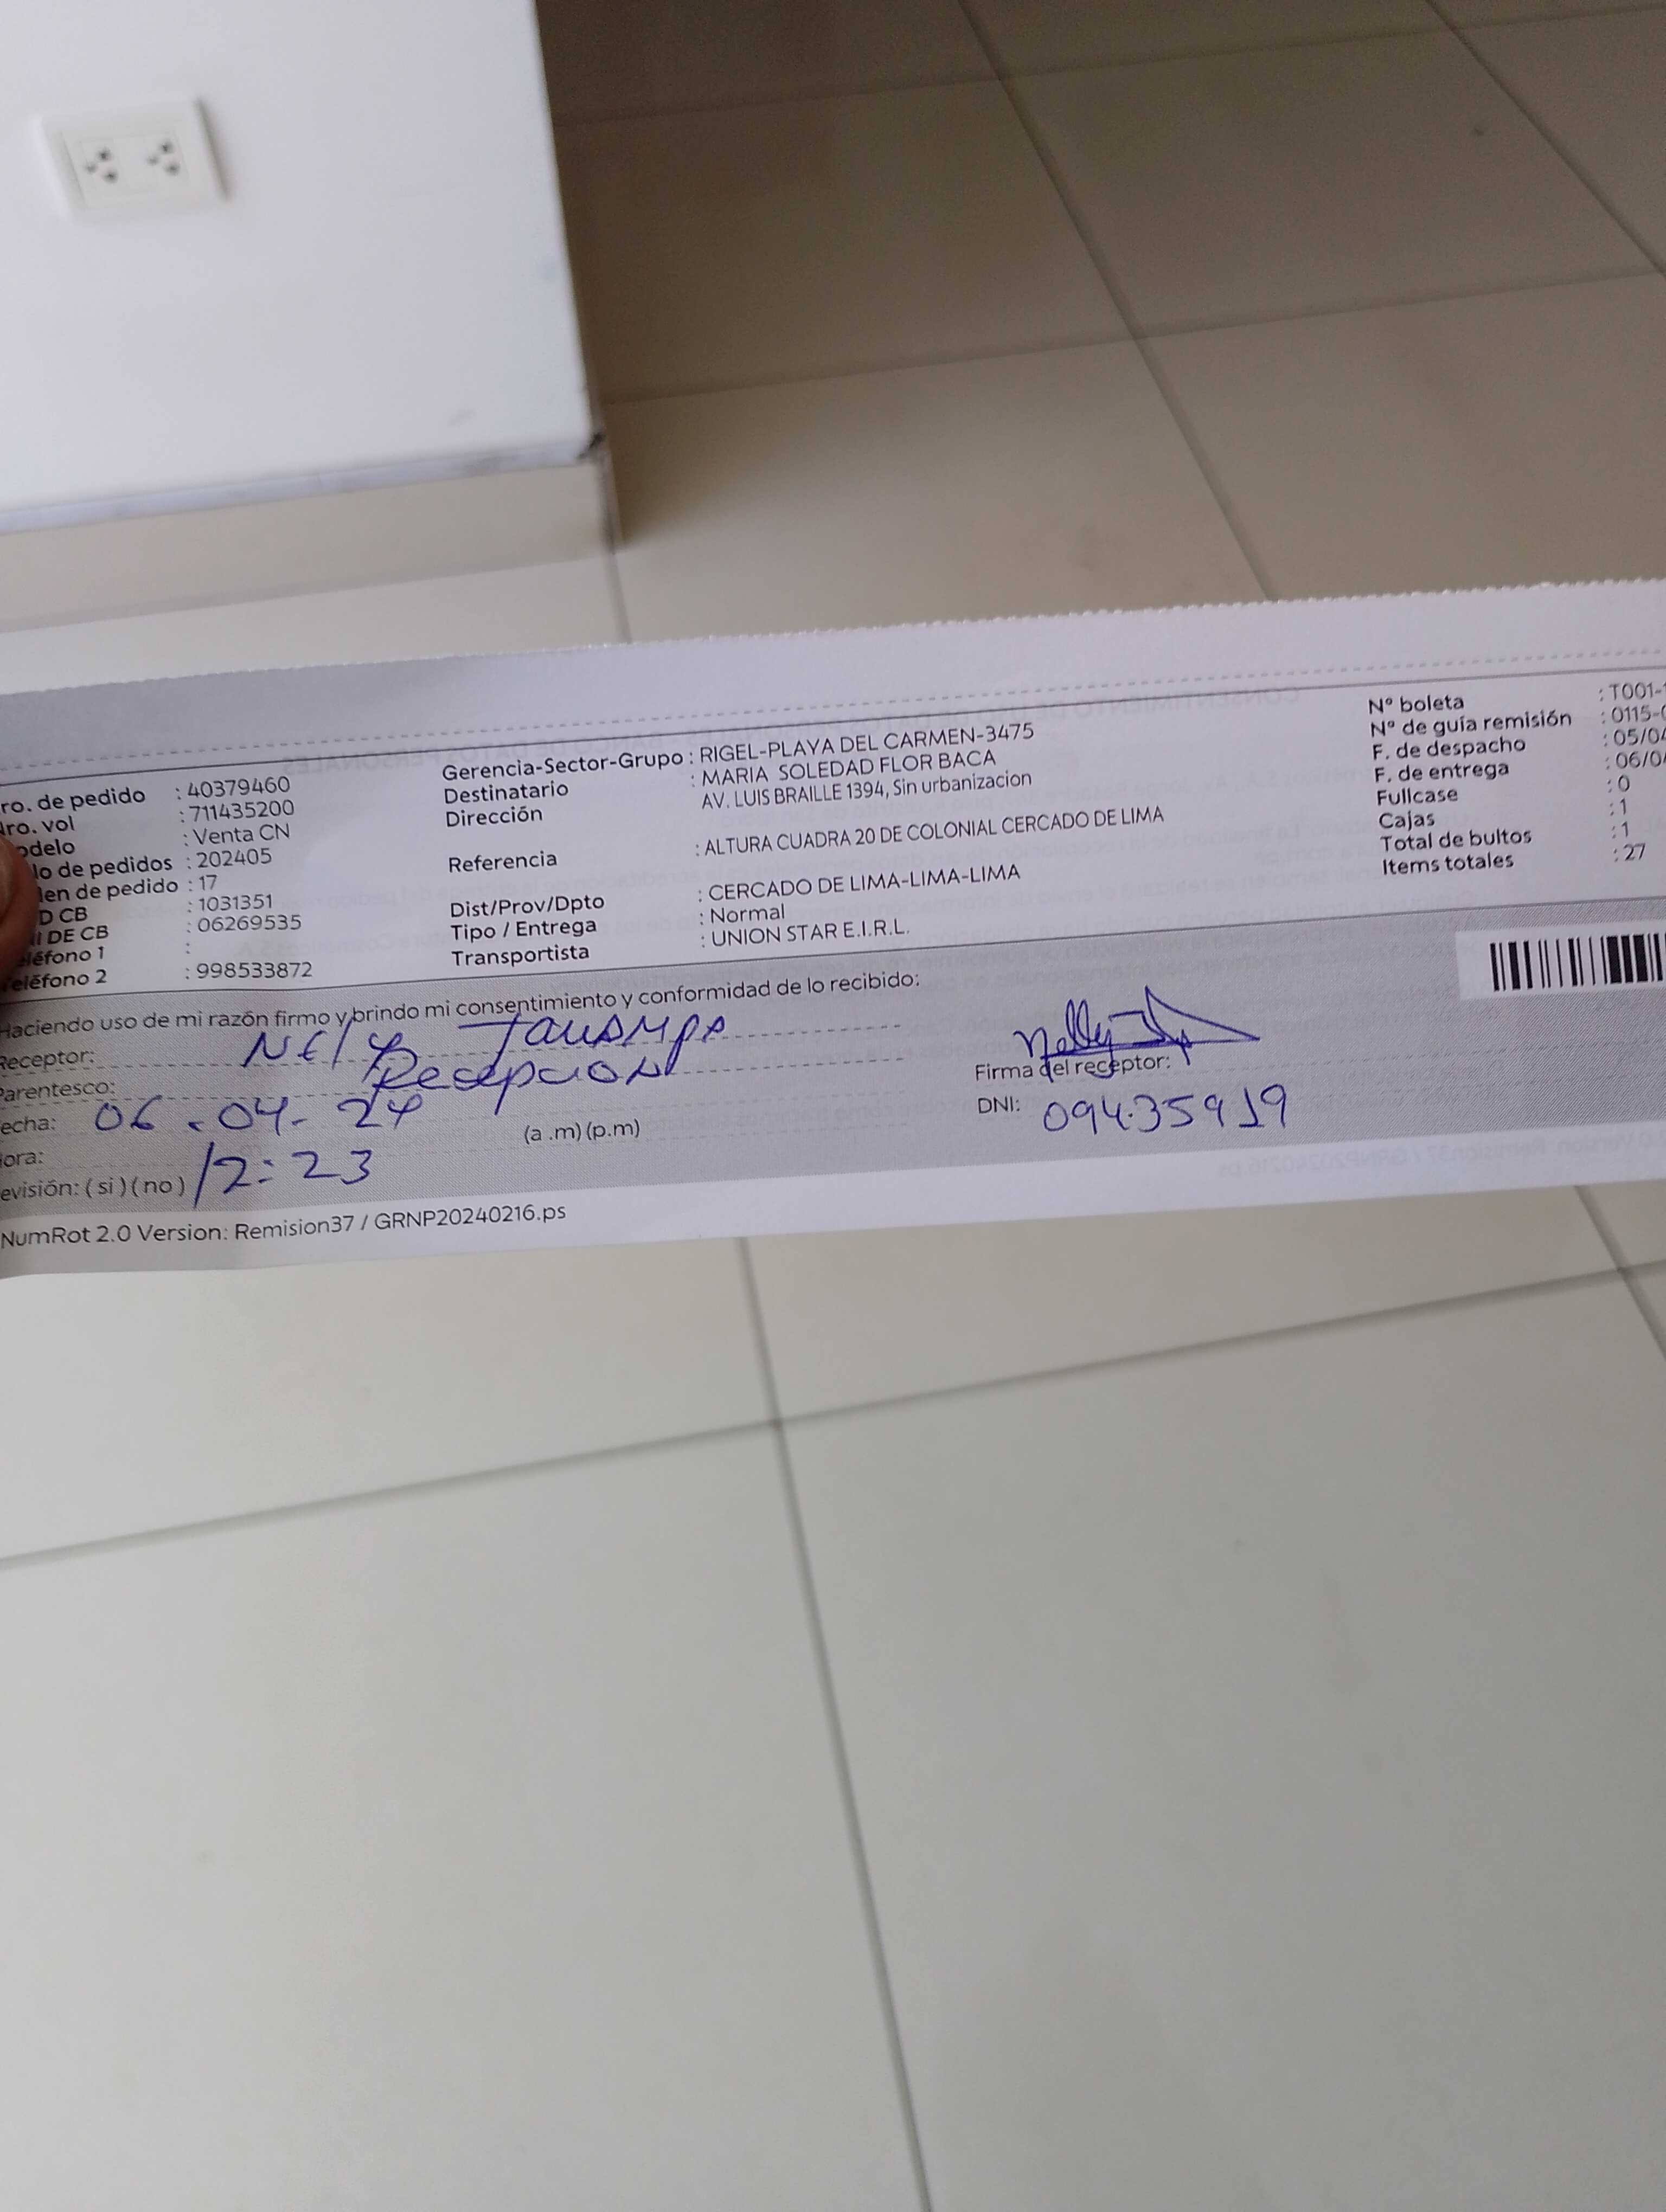 ro. de pedido : 40379460
Nro. vol : 711435200
odelo : Venta CN
lo de pedidos : 202405
den de pedido : 17
D CB : 1031351
I DE CB : 06269535
eléfono 1 :
eléfono 2 : 998533872
Gerencia-Sector-Grupo : RIGEL-PLAYA DEL CARMEN-3475
Destinatario : MARIA SOLEDAD FLOR BACA
Dirección AV. LUIS BRAILLE 1394, Sin urbanizacion
Referencia : ALTURA CUADRA 20 DE COLONIAL CERCADO DE LIMA
Dist/Prov/Dpto : CERCADO DE LIMA-LIMA-LIMA
Tipo / Entrega : Normal
Transportista : UNION STAR E.I.R.L.
Nº boleta : T001-
Nº de guía remisión : 0115-
F. de despacho : 05/04
F. de entrega : 06/0
Fullcase : 0
Cajas : 1
Total de bultos : 1
Items totales : 27
Haciendo uso de mi razón firmo y brindo mi consentimiento y conformidad de lo recibido:
Receptor: Nely
Parentesco: Recepcion
echa: 06-04-24
ora: 12:23 (a .m) (p.m)
evisión: ( si ) ( no )
Nelly
Firma del receptor:
DNI: 09435919
NumRot 2.0 Version: Remision37 / GRNP20240216.ps